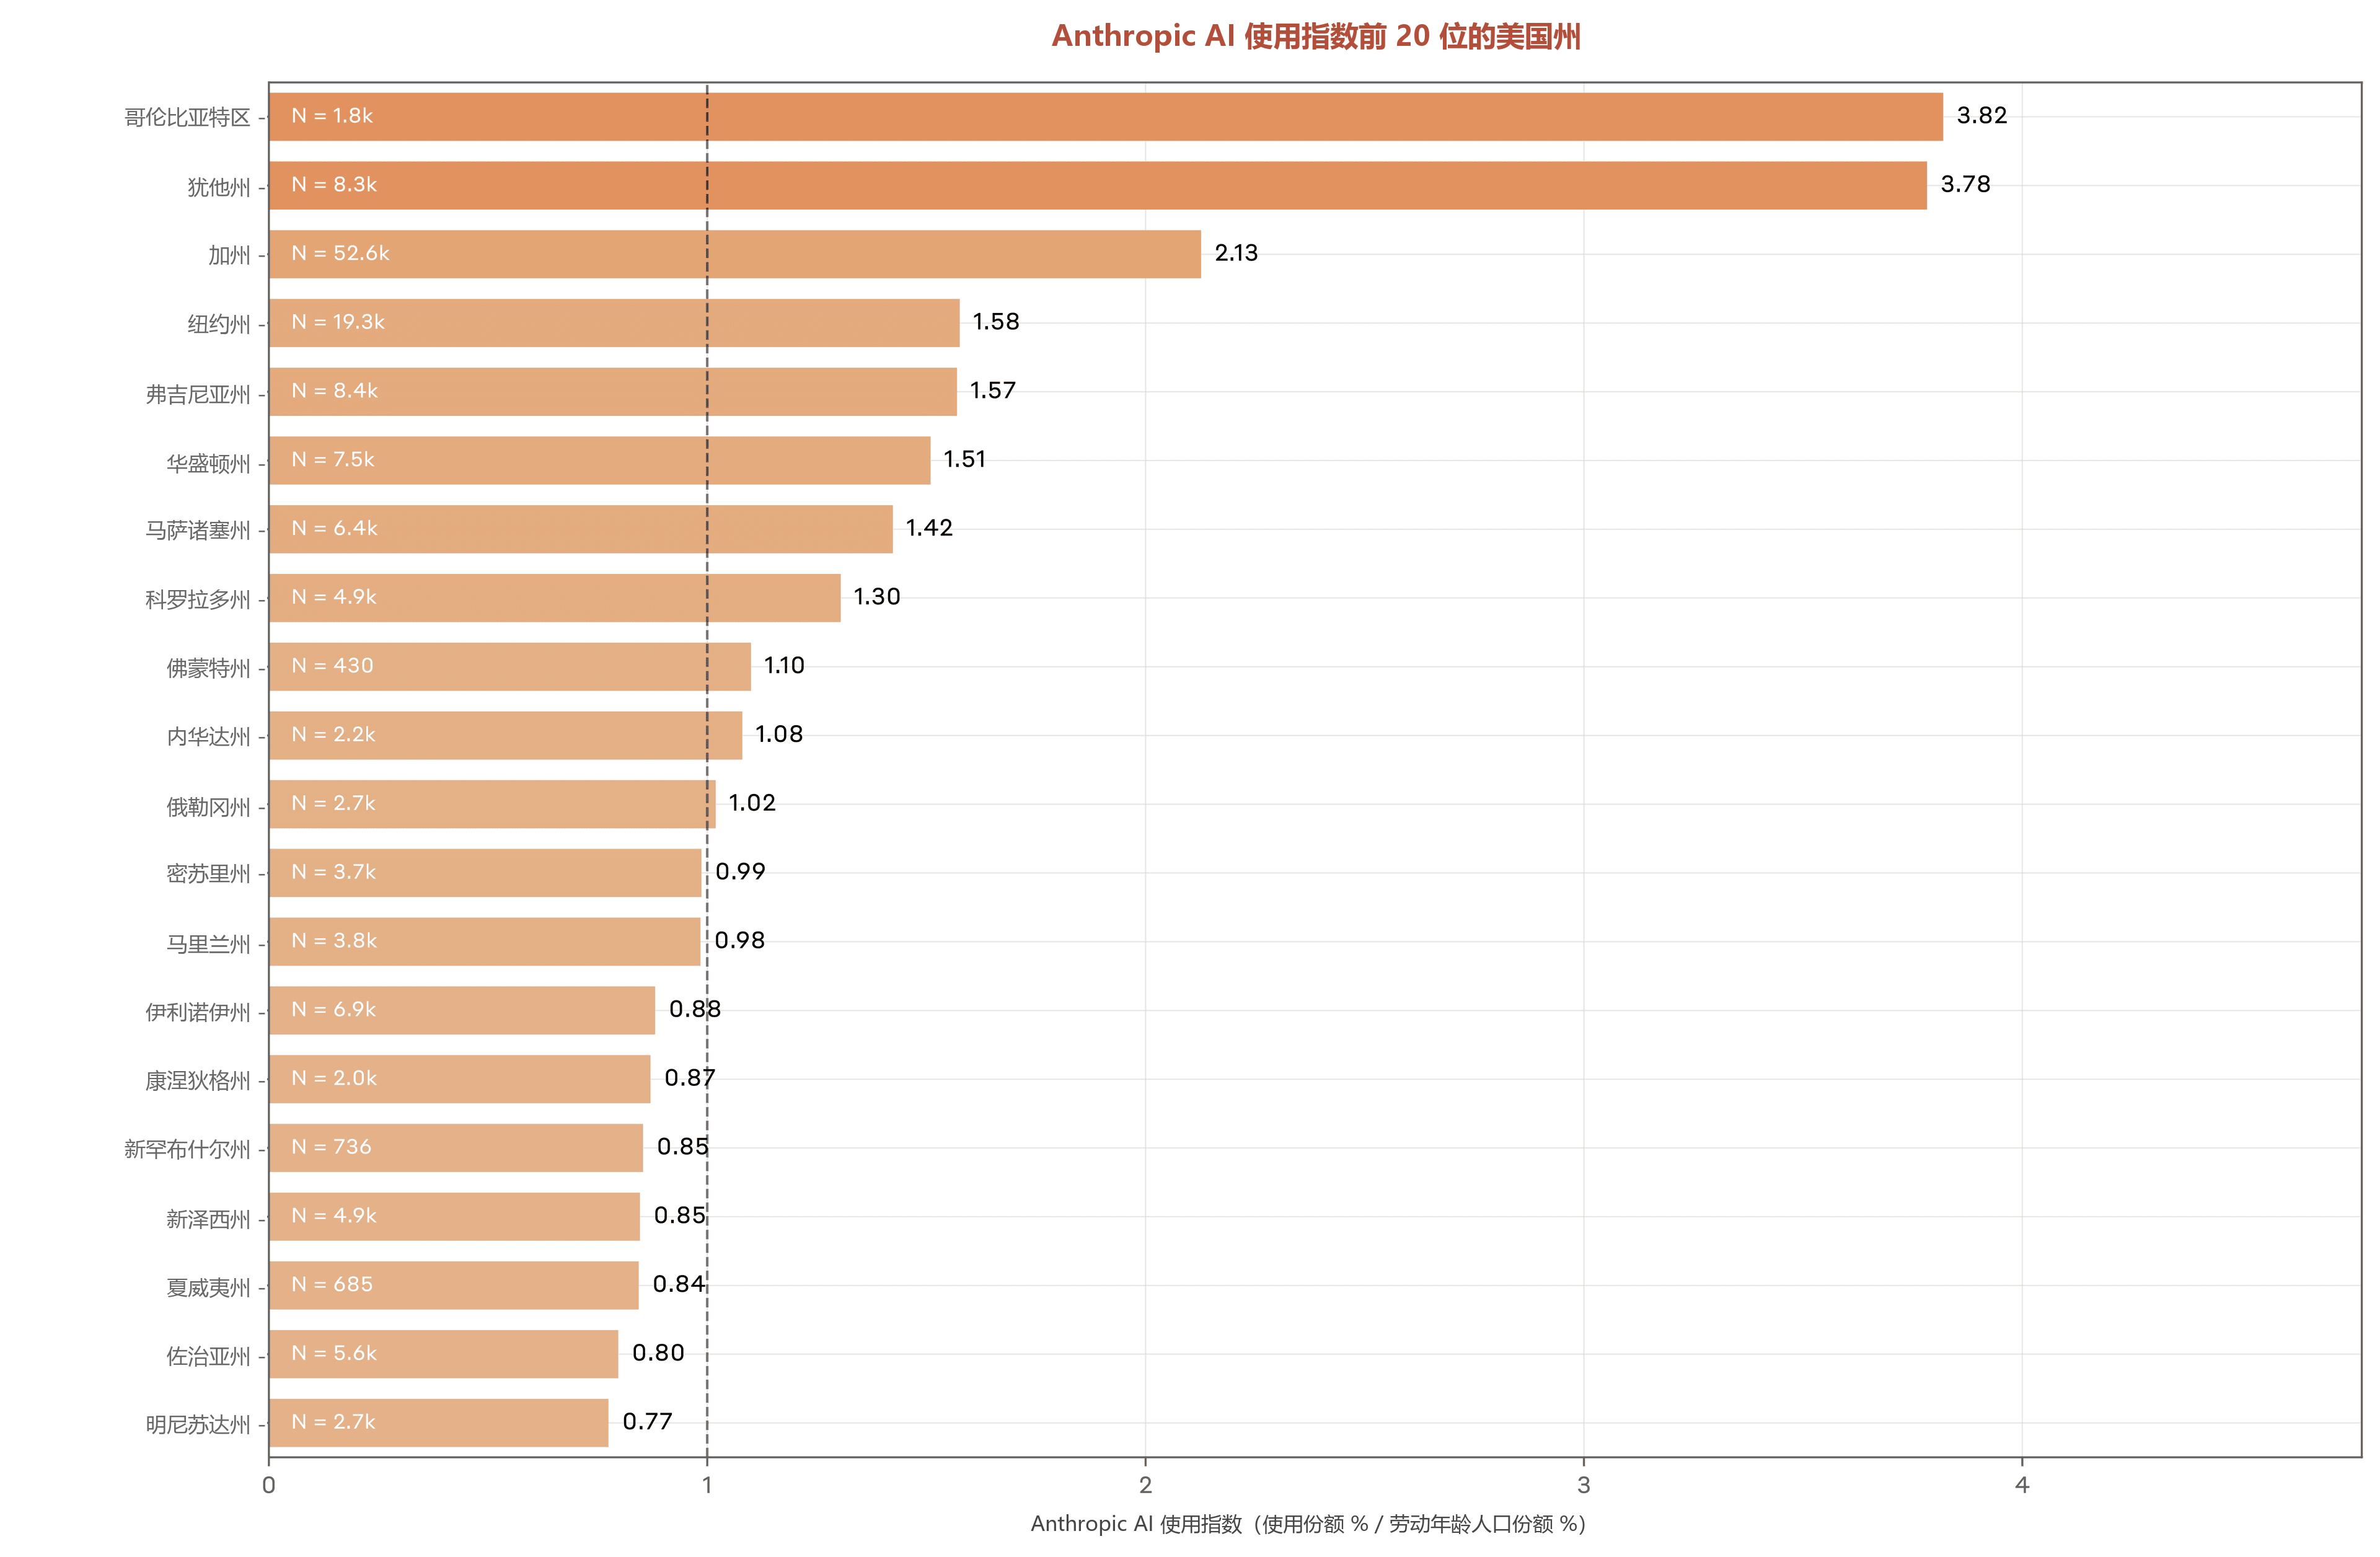 Anthropic AI 使用指数前 20 位的美国州
哥伦比亚特区 N = 1.8k 3.82
犹他州 N = 8.3k 3.78
加州 N = 52.6k 2.13
纽约州 N = 19.3k 1.58
弗吉尼亚州 N = 8.4k 1.57
华盛顿州 N = 7.5k 1.51
马萨诸塞州 N = 6.4k 1.42
科罗拉多州 N = 4.9k 1.30
佛蒙特州 N = 430 1.10
内华达州 N = 2.2k 1.08
俄勒冈州 N = 2.7k 1.02
密苏里州 N = 3.7k 0.99
马里兰州 N = 3.8k 0.98
伊利诺伊州 N = 6.9k 0.88
康涅狄格州 N = 2.0k 0.87
新罕布什尔州 N = 736 0.85
新泽西州 N = 4.9k 0.85
夏威夷州 N = 685 0.84
佐治亚州 N = 5.6k 0.80
明尼苏达州 N = 2.7k 0.77
0 1 2 3 4
Anthropic AI 使用指数（使用份额 % / 劳动年龄人口份额 %）